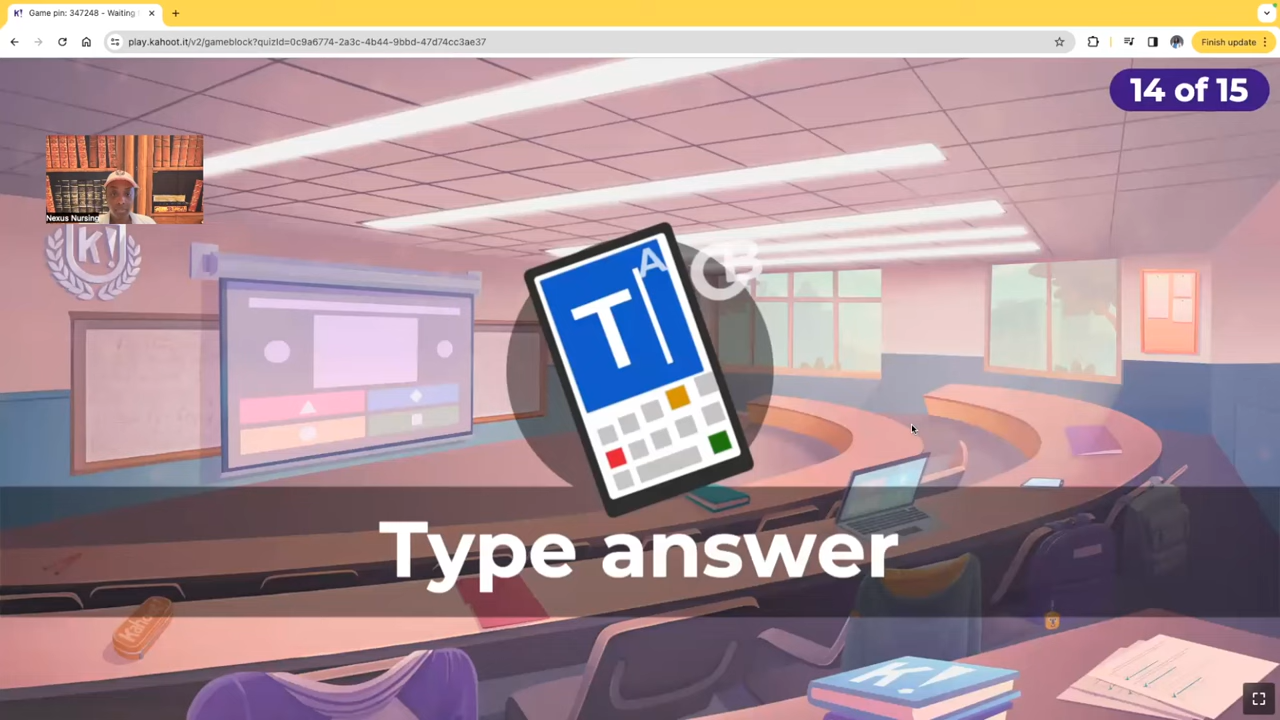 K! Game pin: 347248 - Waiting
play.kahoot.it/v2/gameblock?quizId=0c9a6774-2a3c-4b44-9bbd-47d74cc3ae37
Finish update
14 of 15
Nexus Nursing
K!
A
B
C
T
Type answer
Kahoot!
K!